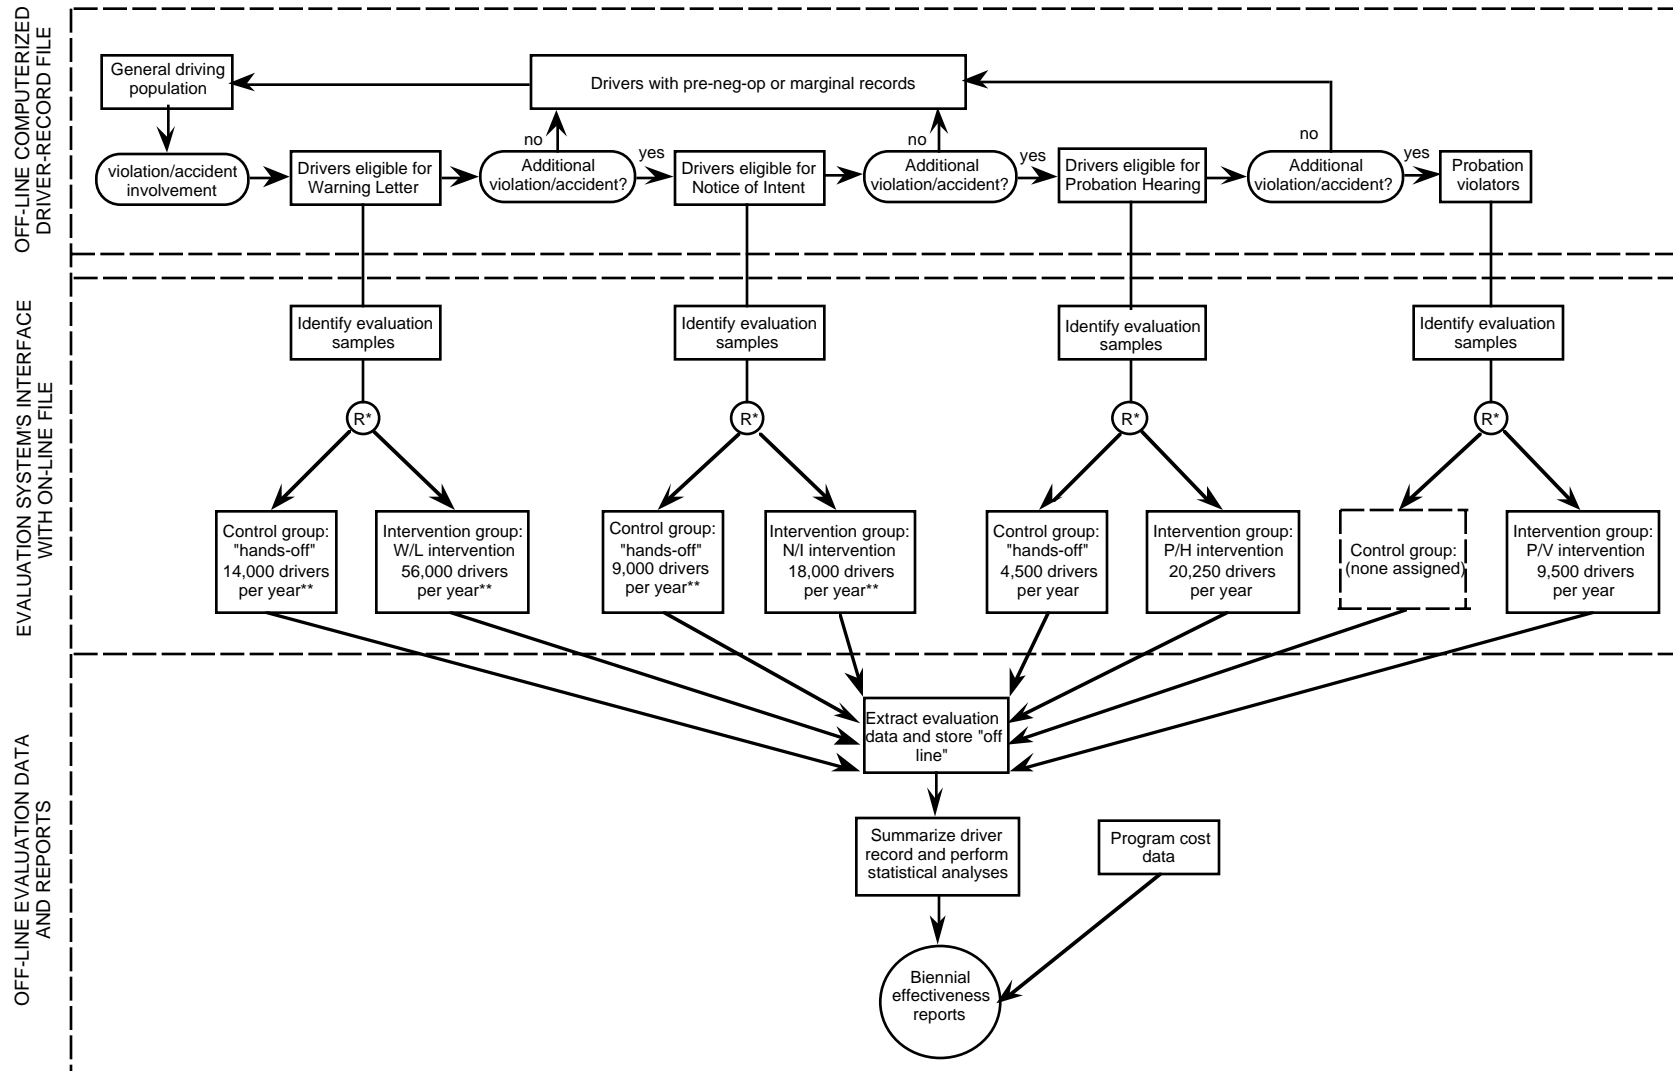 OFF-LINE COMPUTERIZED
DRIVER-RECORD FILE
General driving
population
Drivers with pre-neg-op or marginal records
no
no
no
violation/accident
involvement
Drivers eligible for
Warning Letter
Additional
violation/accident?
yes
Drivers eligible for
Notice of Intent
Additional
violation/accident?
yes
Drivers eligible for
Probation Hearing
Additional
violation/accident?
yes
Probation
violators
EVALUATION SYSTEM'S INTERFACE
WITH ON-LINE FILE
Identify evaluation
samples
Identify evaluation
samples
Identify evaluation
samples
Identify evaluation
samples
R*
R*
R*
R*
Control group:
"hands-off"
14,000 drivers
per year**
Intervention group:
W/L intervention
56,000 drivers
per year**
Control group:
"hands-off"
9,000 drivers
per year**
Intervention group:
N/I intervention
18,000 drivers
per year**
Control group:
"hands-off"
4,500 drivers
per year
Intervention group:
P/H intervention
20,250 drivers
per year
Control group:
(none assigned)
Intervention group:
P/V intervention
9,500 drivers
per year
OFF-LINE EVALUATION DATA
AND REPORTS
Extract evaluation
data and store "off
line"
Summarize driver
record and perform
statistical analyses
Program cost
data
Biennial
effectiveness
reports